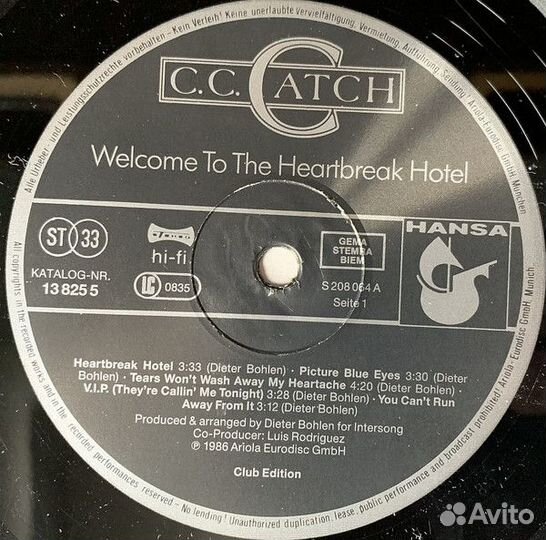 C.C. CATCH
Welcome To The Heartbreak Hotel
ST 33
KATALOG-NR.
13 825 5
STEREO
hi-fi
LC 0835
GEMA
STEMRA
BIEM
S 208 064 A
Seite 1
HANSA
Heartbreak Hotel 3:33 (Dieter Bohlen) · Picture Blue Eyes 3:30 (Dieter
Bohlen) · Tears Won't Wash Away My Heartache 4:20 (Dieter Bohlen) ·
V.I.P. (They're Callin' Me Tonight) 3:28 (Dieter Bohlen) · You Can't Run
Away From It 3:12 (Dieter Bohlen)
Produced & arranged by Dieter Bohlen for Intersong
Co-Producer: Luis Rodriguez
℗ 1986 Ariola Eurodisc GmbH
Club Edition
Alle Urheber- und Leistungsschutzrechte vorbehalten – Kein Verleih! Keine unerlaubte Vervielfältigung, Vermietung, Aufführung, Sendung! Ariola-Eurodisc GmbH, München
All copyrights in the recorded works and in the recorded performances reserved – No lending! Unauthorized duplication, lease, public performance and broadcast prohibited! Ariola-Eurodisc GmbH, Munich
Avito